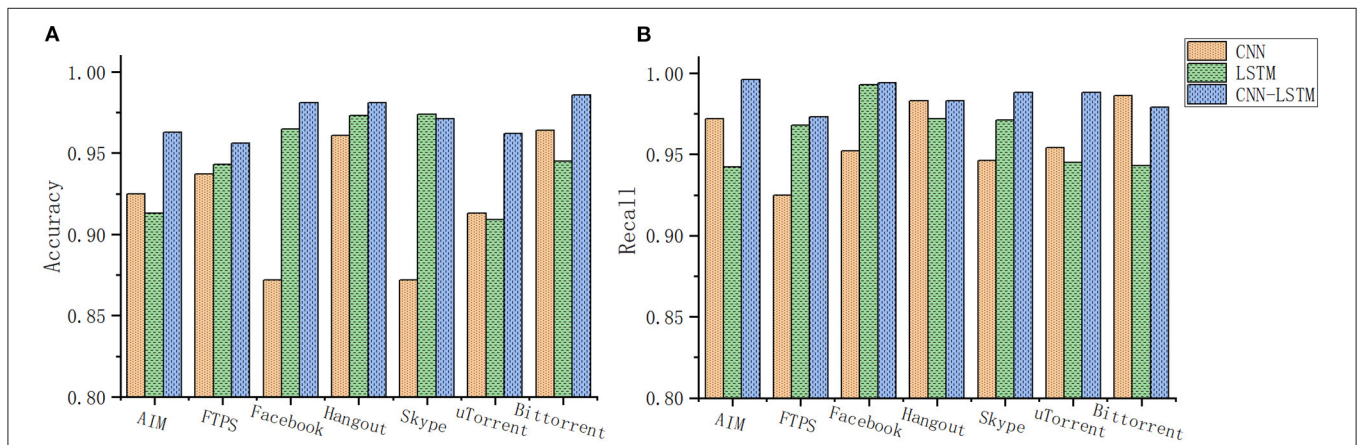 A
Accuracy
1.00
0.95
0.90
0.85
0.80
AIM
FTPS
Facebook
Hangout
Skype
uTorrent
Bittorrent
B
Recall
1.00
0.95
0.90
0.85
0.80
AIM
FTPS
Facebook
Hangout
Skype
uTorrent
Bittorrent
CNN
LSTM
CNN-LSTM